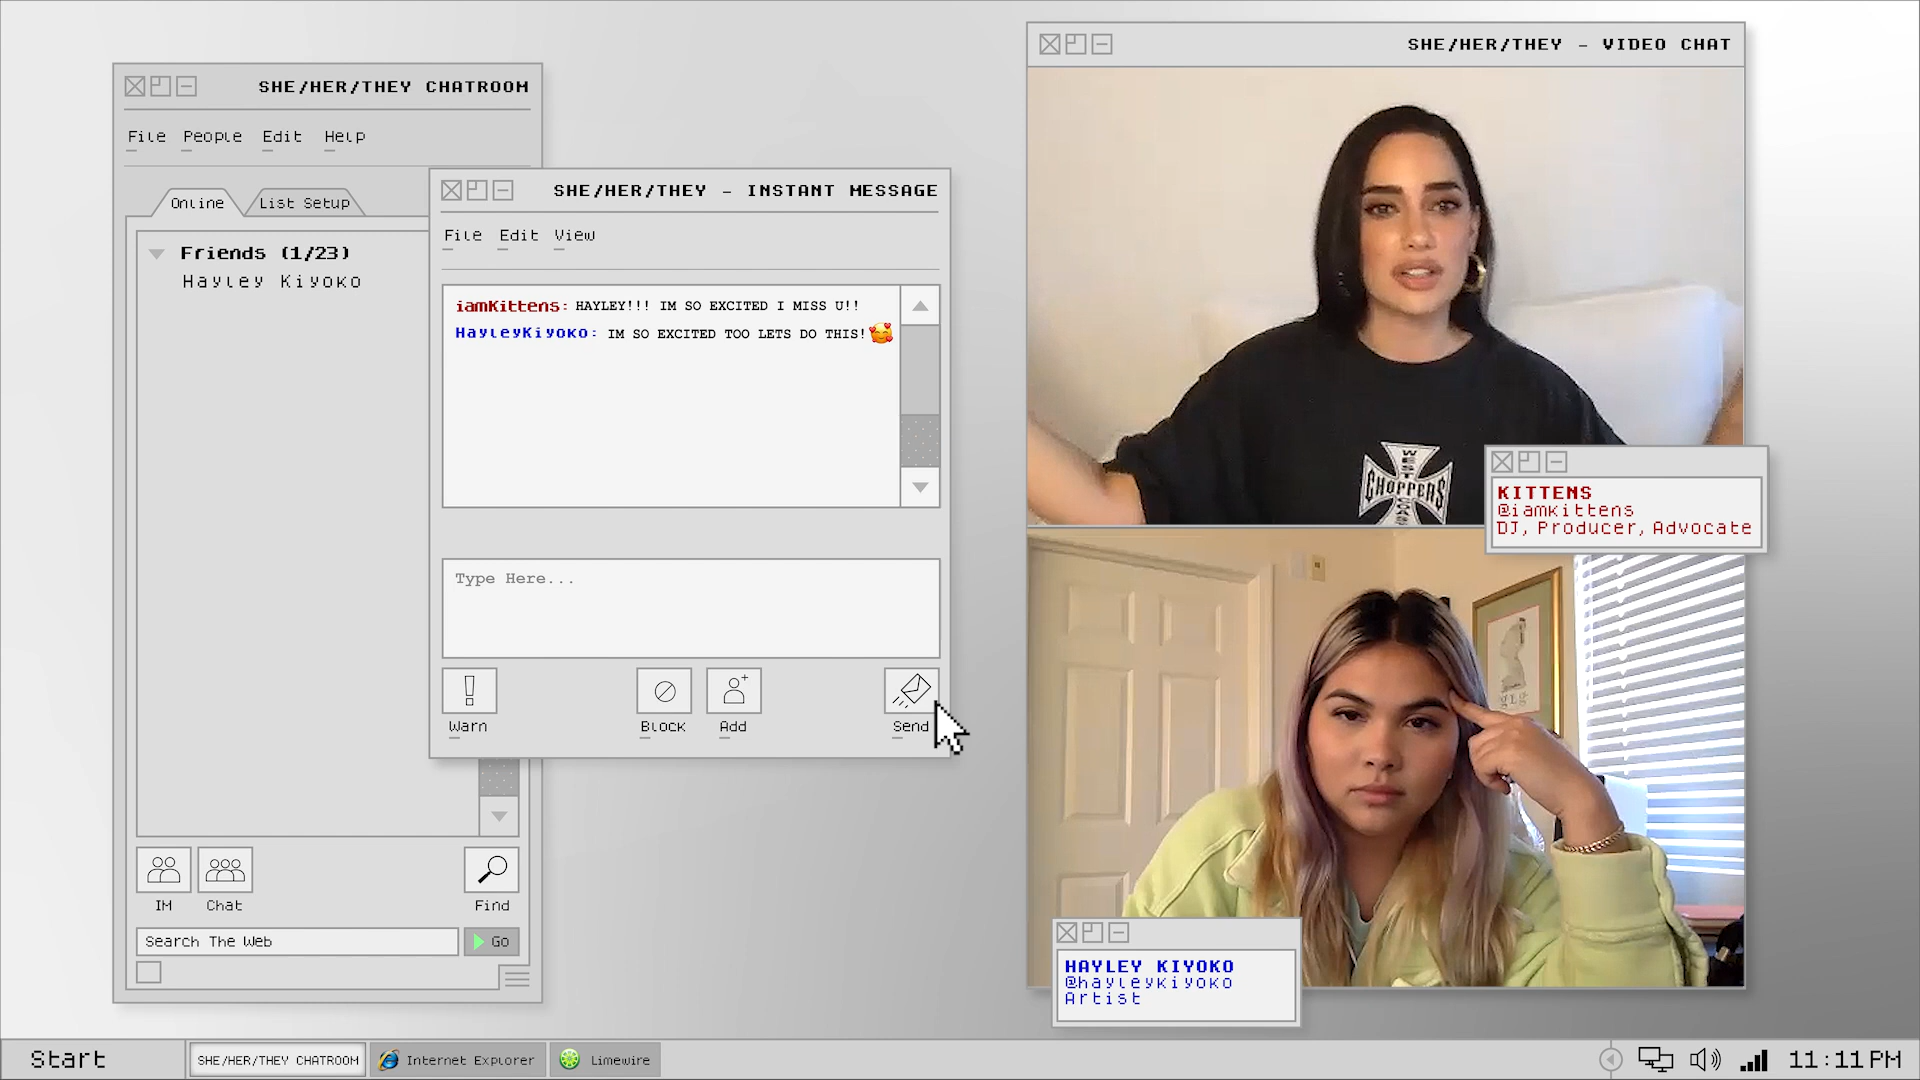 SHE/HER/THEY CHATROOM
File People Edit Help
Online List Setup
Friends (1/23)
Hayley Kiyoko
IM Chat Find
Search The Web Go
SHE/HER/THEY - INSTANT MESSAGE
File Edit View
iamKittens: HAYLEY!!! IM SO EXCITED I MISS U!!
HayleyKiyoko: IM SO EXCITED TOO LETS DO THIS!🥰
Type Here...
Warn Block Add Send
SHE/HER/THEY - VIDEO CHAT
WEST
CHOPPERS
COAST
KITTENS
@iamkittens
DJ, Producer, Advocate
HAYLEY KIYOKO
@hayleykiyoko
Artist
Start SHE/HER/THEY CHATROOM Internet Explorer Limewire 11:11 PM